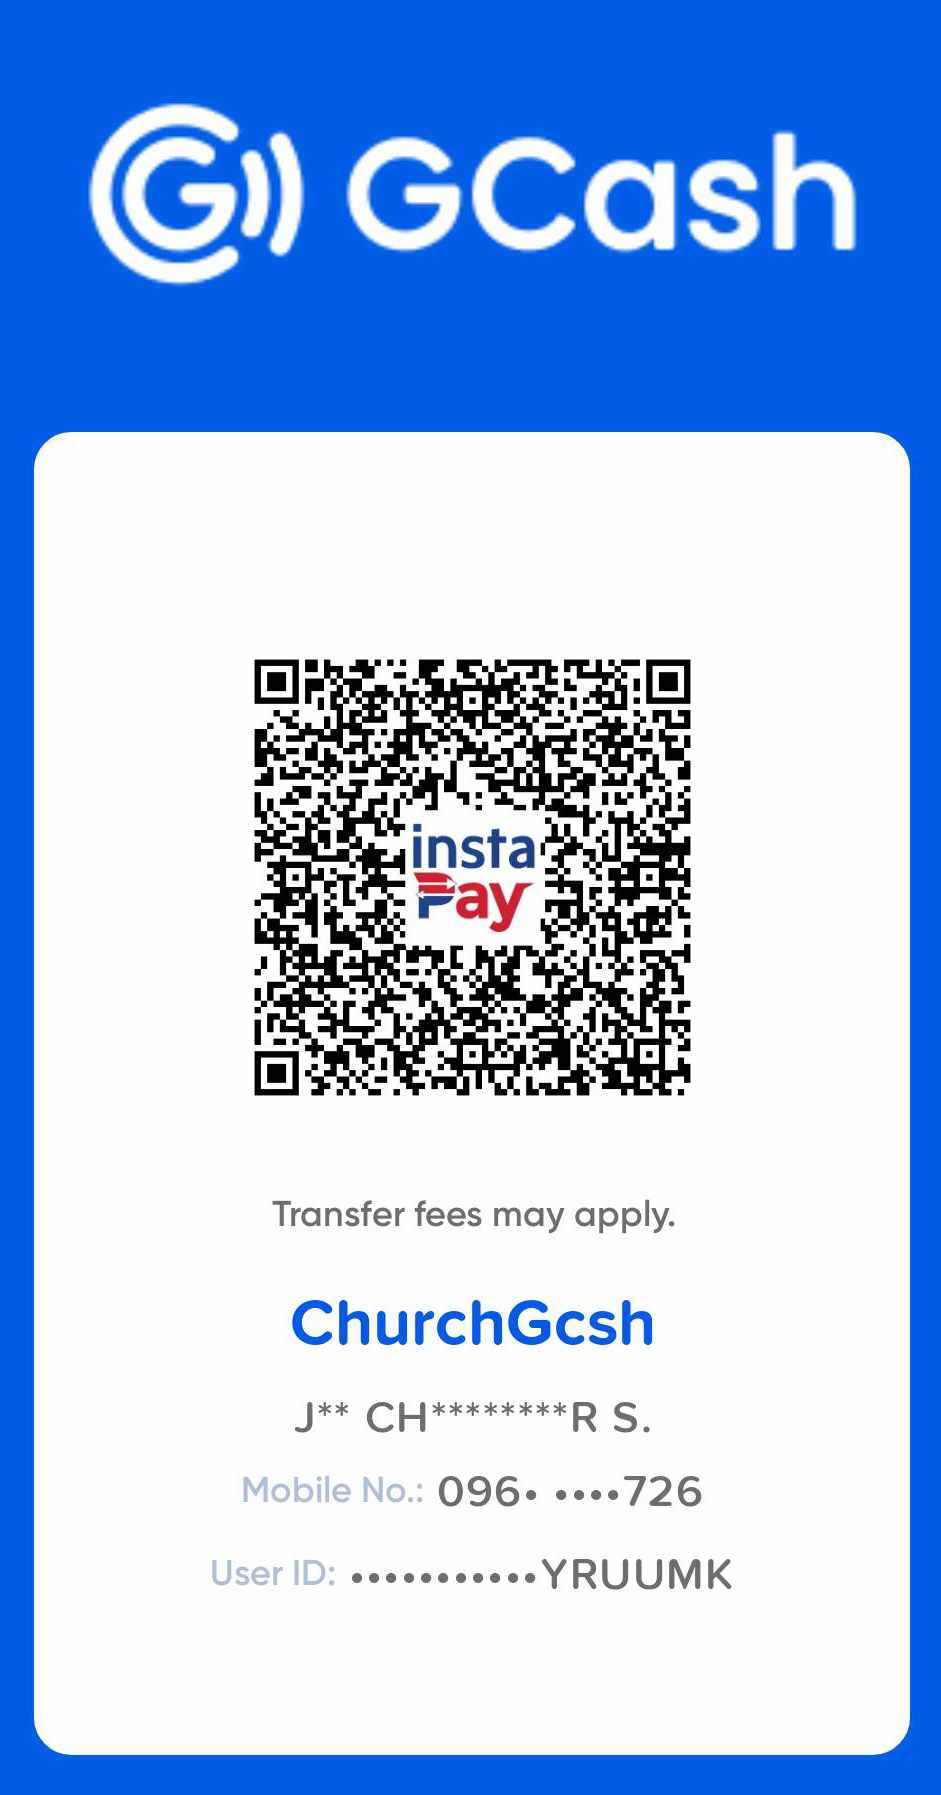 GCash
insta
Pay
Transfer fees may apply.
ChurchGcsh
J** CH********R S.
Mobile No.: 096• ••••726
User ID: •••••••••••YRUUMK